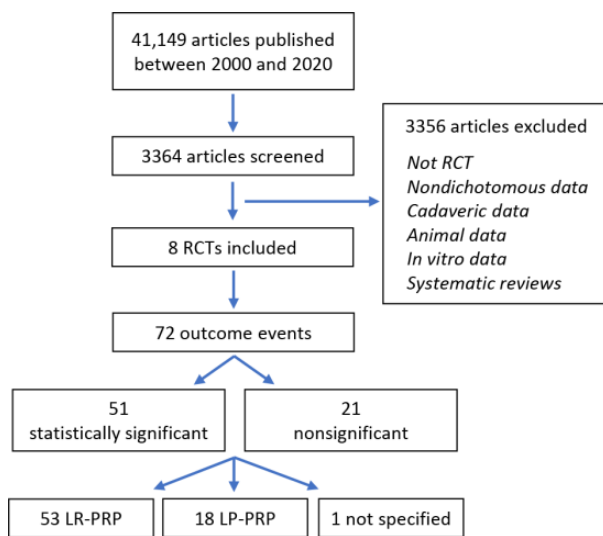 41,149 articles published
between 2000 and 2020
3364 articles screened
3356 articles excluded
Not RCT
Nondichotomous data
Cadaveric data
Animal data
In vitro data
Systematic reviews
8 RCTs included
72 outcome events
51
statistically significant
21
nonsignificant
53 LR-PRP
18 LP-PRP
1 not specified